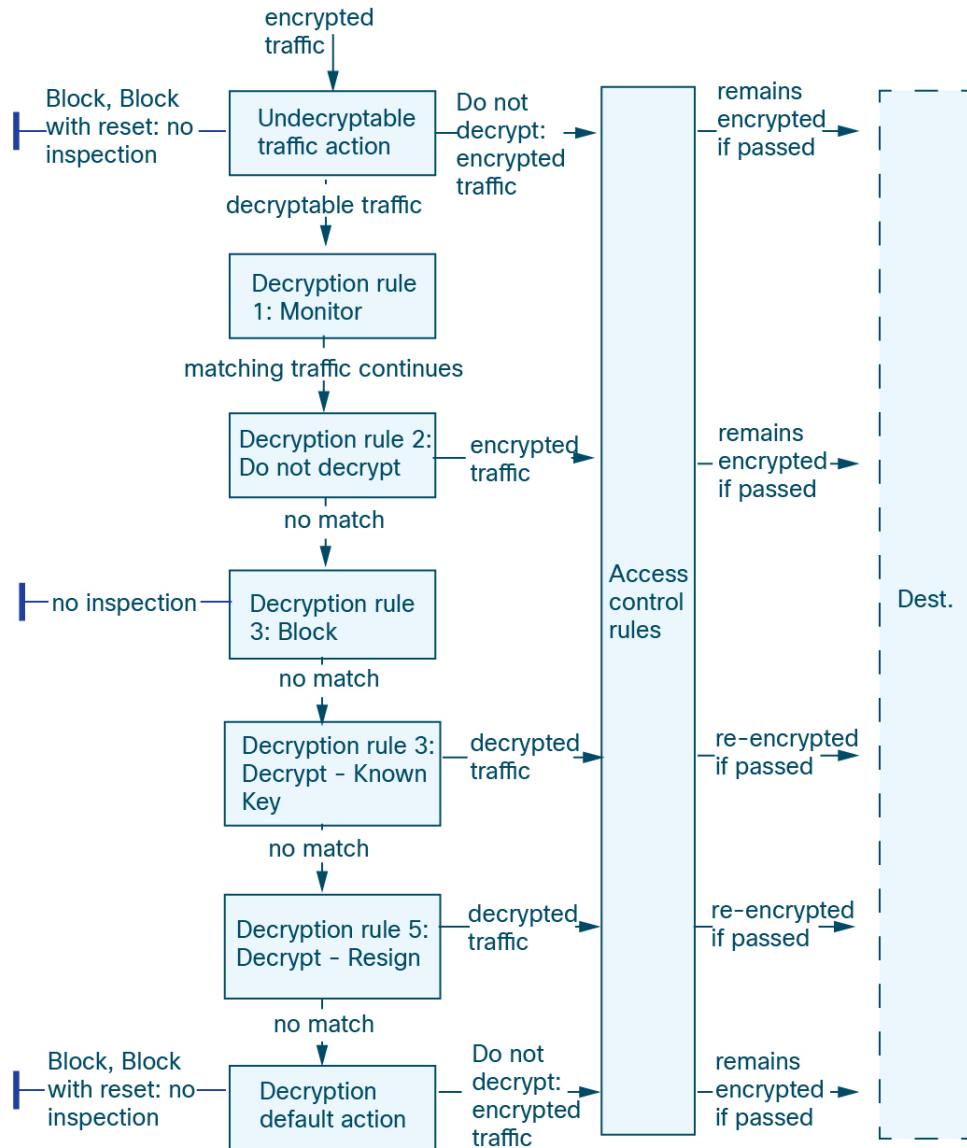 encrypted
traffic
Block, Block
with reset: no
inspection
Undecryptable
traffic action
Do not
decrypt:
encrypted
traffic
remains
encrypted
if passed
decryptable traffic
Decryption rule
1: Monitor
matching traffic continues
Decryption rule 2:
Do not decrypt
encrypted
traffic
remains
encrypted
if passed
no match
no inspection
Decryption rule
3: Block
Access
control
rules
Dest.
no match
Decryption rule 3:
Decrypt - Known
Key
decrypted
traffic
re-encrypted
if passed
no match
Decryption rule 5:
Decrypt - Resign
decrypted
traffic
re-encrypted
if passed
no match
Block, Block
with reset: no
inspection
Decryption
default action
Do not
decrypt:
encrypted
traffic
remains
encrypted
if passed